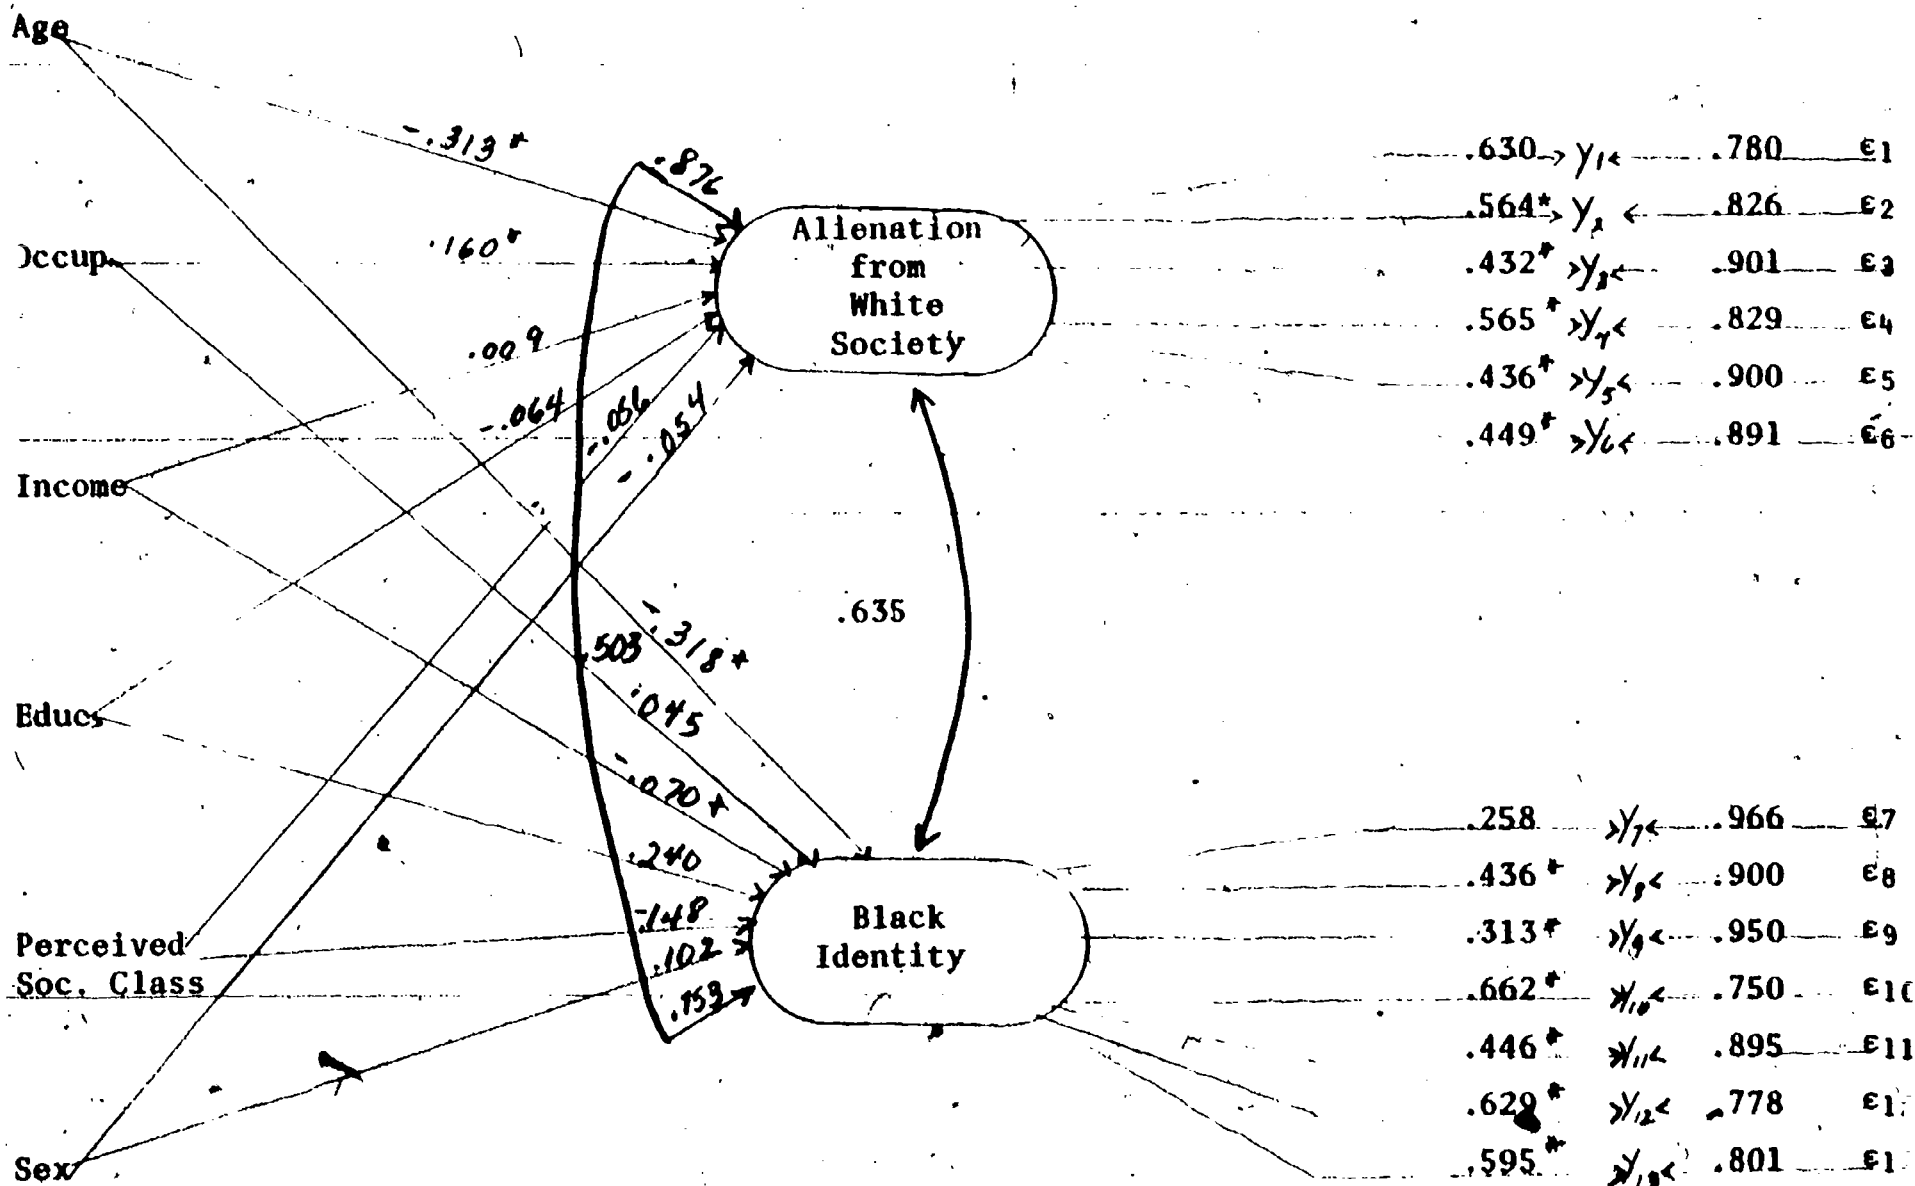 Age
-.313*
.876
.630 > y1 < .780 ε1
.564* > y2 < .826 ε2
Alienation
from
White
Society
Occup.
.160*
.432* > y3 < .901 ε3
.009
.565* > y4 < .829 ε4
-.064
-.056
-.054
.436* > y5 < .900 ε5
.449* > y6 < .891 ε6
Income
.635
-.318*
.503
.045
Educ
-.070*
.240
.258 > y7 < .966 ε7
.436* > y8 < .900 ε8
Black
Identity
-.148
.102
.153
.313* > y9 < .950 ε9
Perceived
Soc. Class
.662* > y10 < .750 ε10
.446* > y11 < .895 ε11
.629* > y12 < .778 ε1
.595* > y13 < .801 ε1
Sex